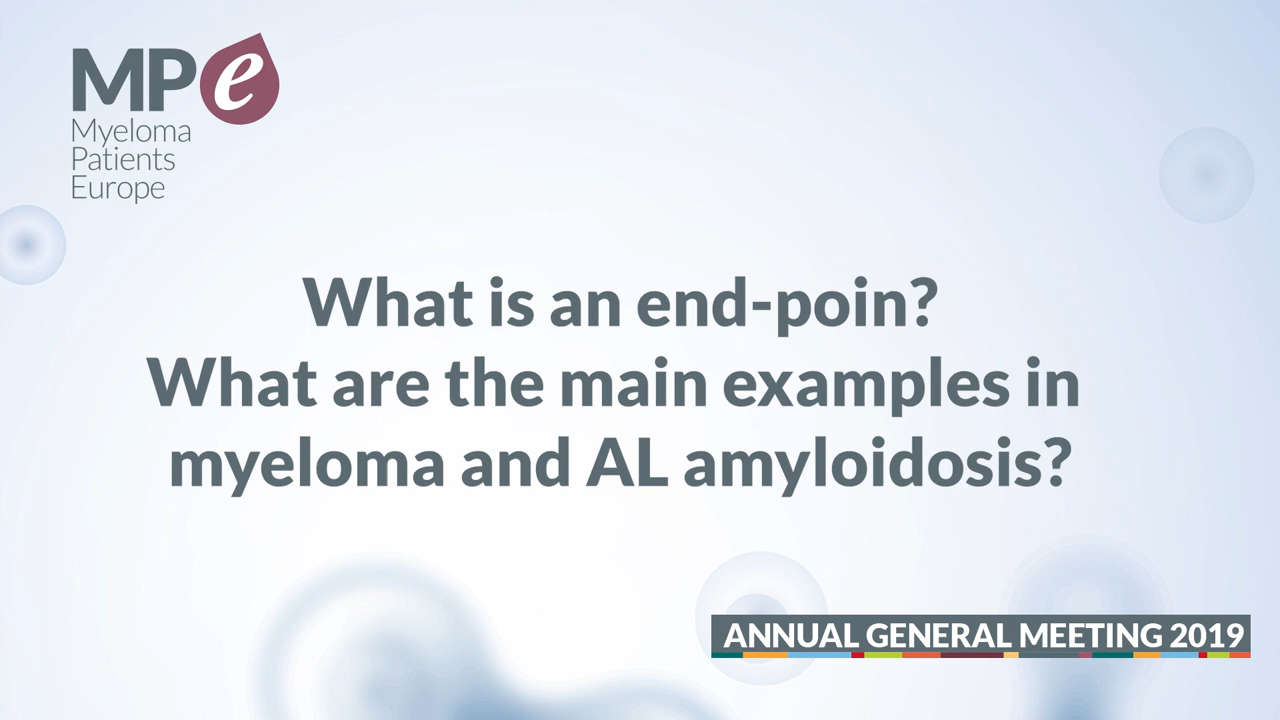 MPe
Myeloma
Patients
Europe
What is an end-poin?
What are the main examples in
myeloma and AL amyloidosis?
ANNUAL GENERAL MEETING 2019